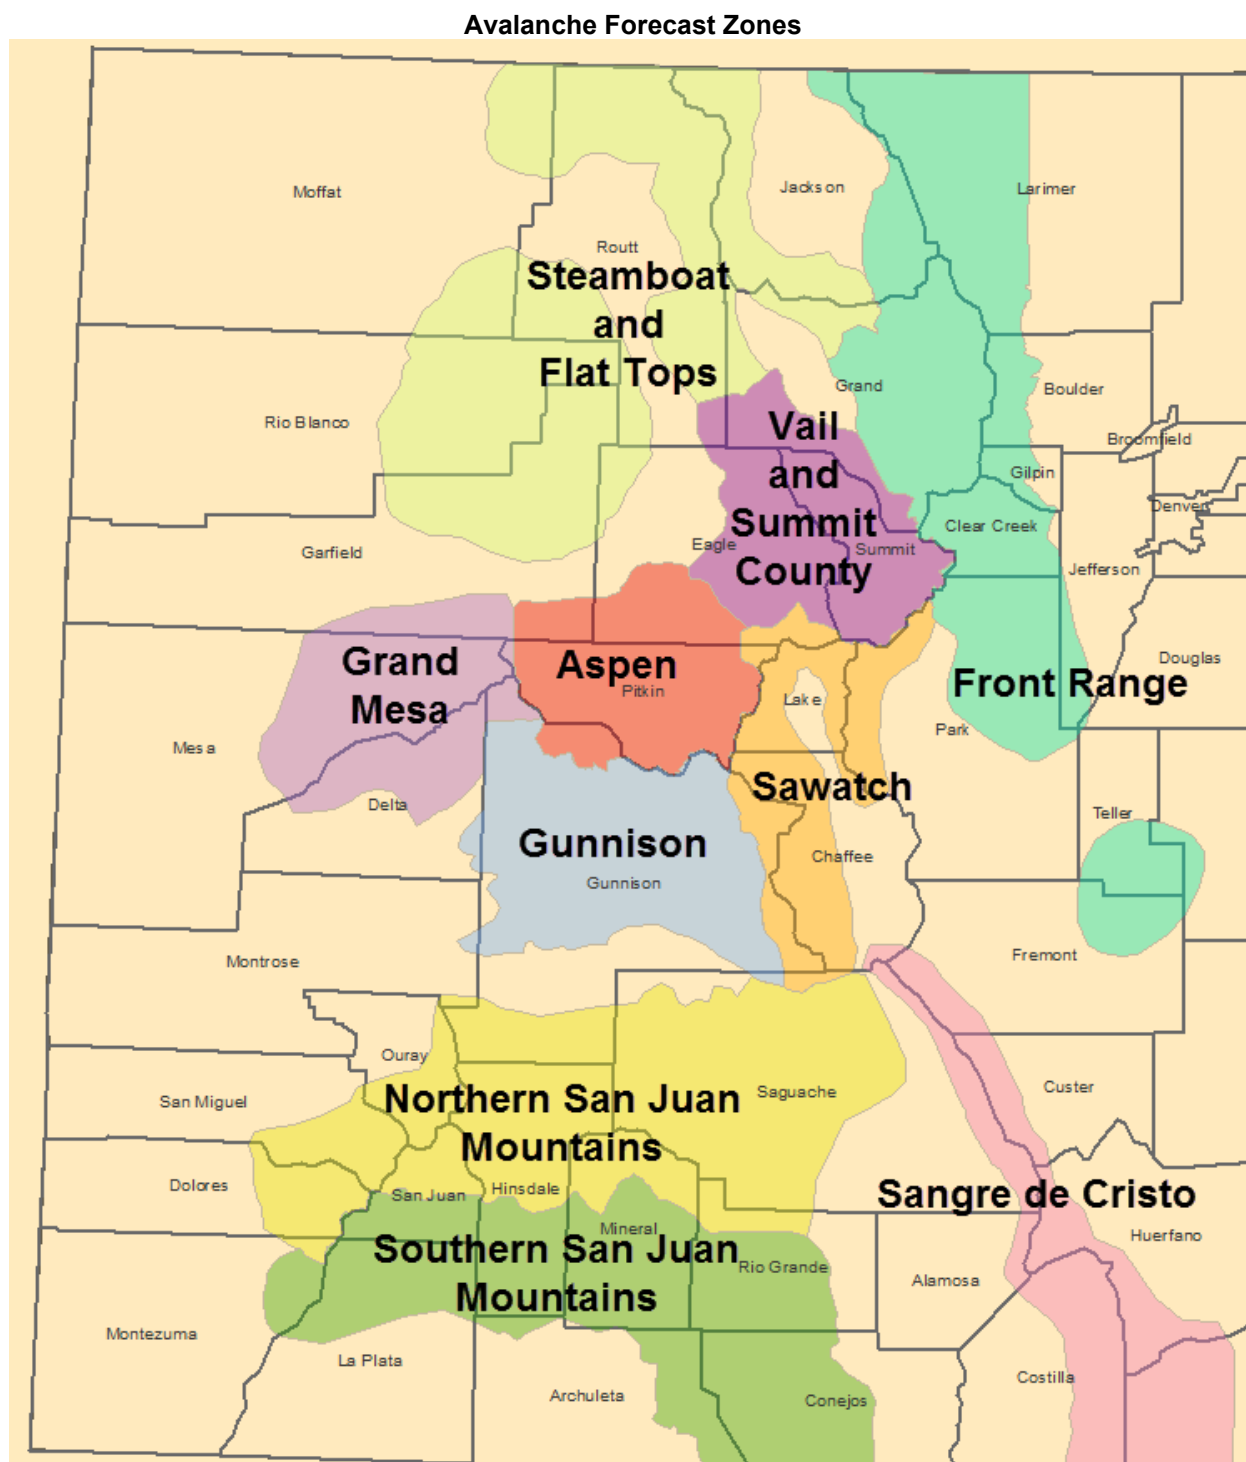 Avalanche Forecast Zones
Moffat
Jackson
Larimer
Routt
Steamboat
and
Flat Tops
Grand
Boulder
Rio Blanco
Vail
and
Summit
County
Broomfield
Gilpin
Denver
Clear Creek
Eagle
Summit
Garfield
Jefferson
Grand
Mesa
Aspen
Pitkin
Lake
Front Range
Douglas
Mesa
Park
Delta
Sawatch
Teller
Gunnison
Gunnison
Chaffee
Montrose
Fremont
Ouray
Saguache
Custer
San Miguel
Northern San Juan
Mountains
Dolores
San Juan
Hinsdale
Sangre de Cristo
Mineral
Huerfano
Southern San Juan
Mountains
Rio Grande
Alamosa
Montezuma
La Plata
Costilla
Archuleta
Conejos